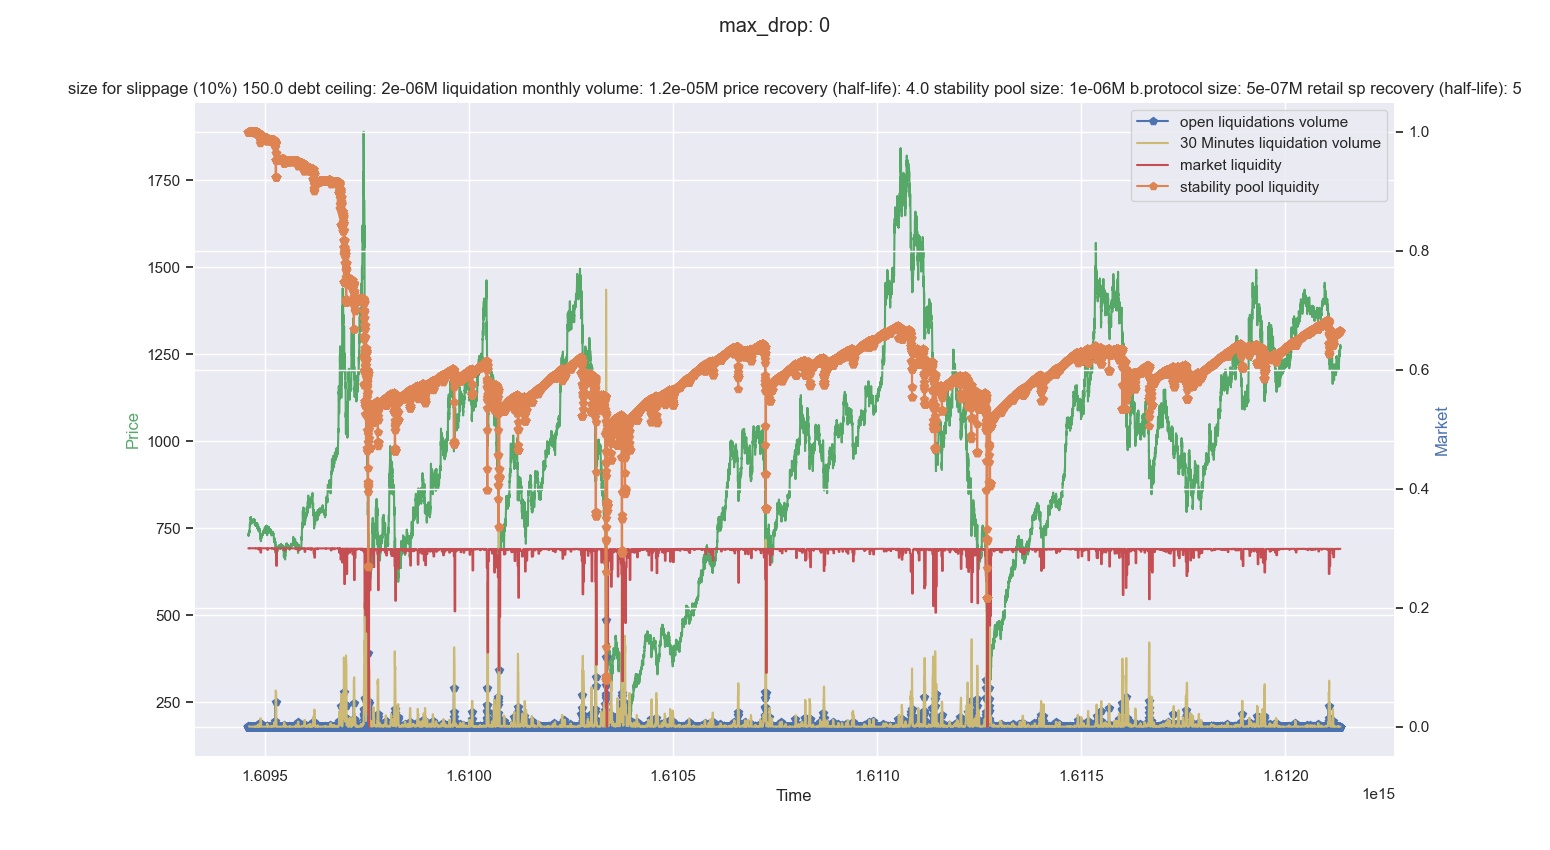 max_drop: 0
size for slippage (10%) 150.0 debt ceiling: 2e-06M liquidation monthly volume: 1.2e-05M price recovery (half-life): 4.0 stability pool size: 1e-06M b.protocol size: 5e-07M retail sp recovery (half-life): 5
open liquidations volume
30 Minutes liquidation volume
market liquidity
stability pool liquidity
1750
1500
1250
1000
750
500
250
Price
1.0
0.8
0.6
0.4
0.2
0.0
Market
1.6095 1.6100 1.6105 1.6110 1.6115 1.6120
Time
1e15